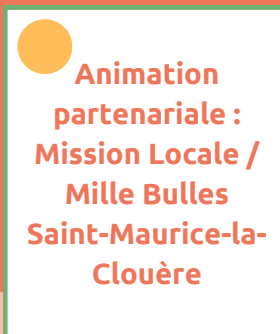 Animation
partenariale :
Mission Locale /
Mille Bulles
Saint-Maurice-la-
Clouère